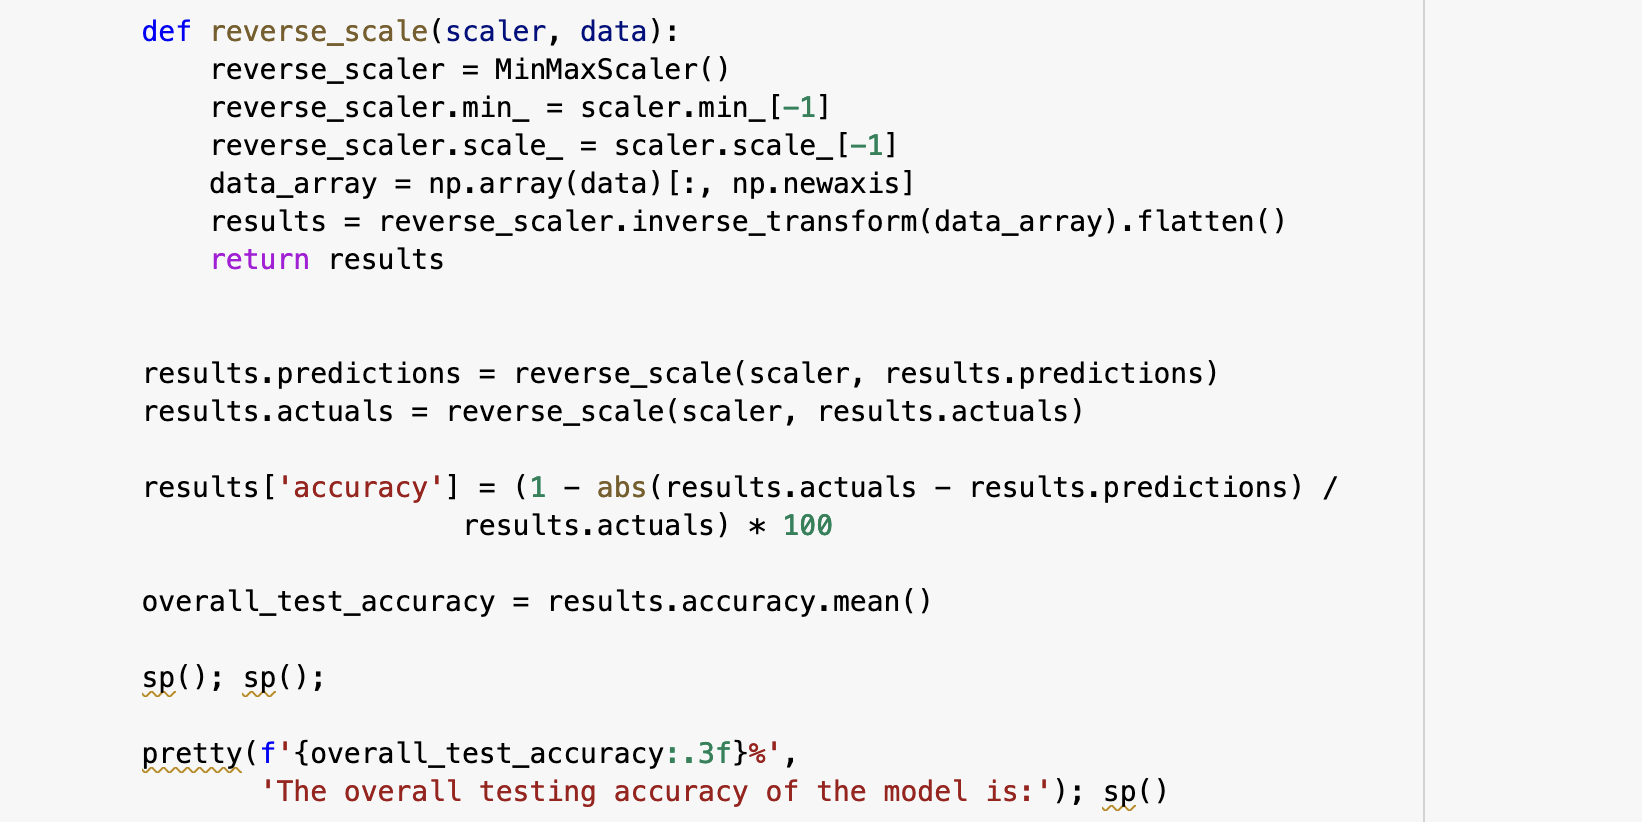 def reverse_scale(scaler, data):
    reverse_scaler = MinMaxScaler()
    reverse_scaler.min_ = scaler.min_[-1]
    reverse_scaler.scale_ = scaler.scale_[-1]
    data_array = np.array(data)[:, np.newaxis]
    results = reverse_scaler.inverse_transform(data_array).flatten()
    return results
results.predictions = reverse_scale(scaler, results.predictions)
results.actuals = reverse_scale(scaler, results.actuals)
results['accuracy'] = (1 - abs(results.actuals - results.predictions) /
                   results.actuals) * 100
overall_test_accuracy = results.accuracy.mean()
sp(); sp();
pretty(f'{overall_test_accuracy:.3f}%',
       'The overall testing accuracy of the model is:'); sp()